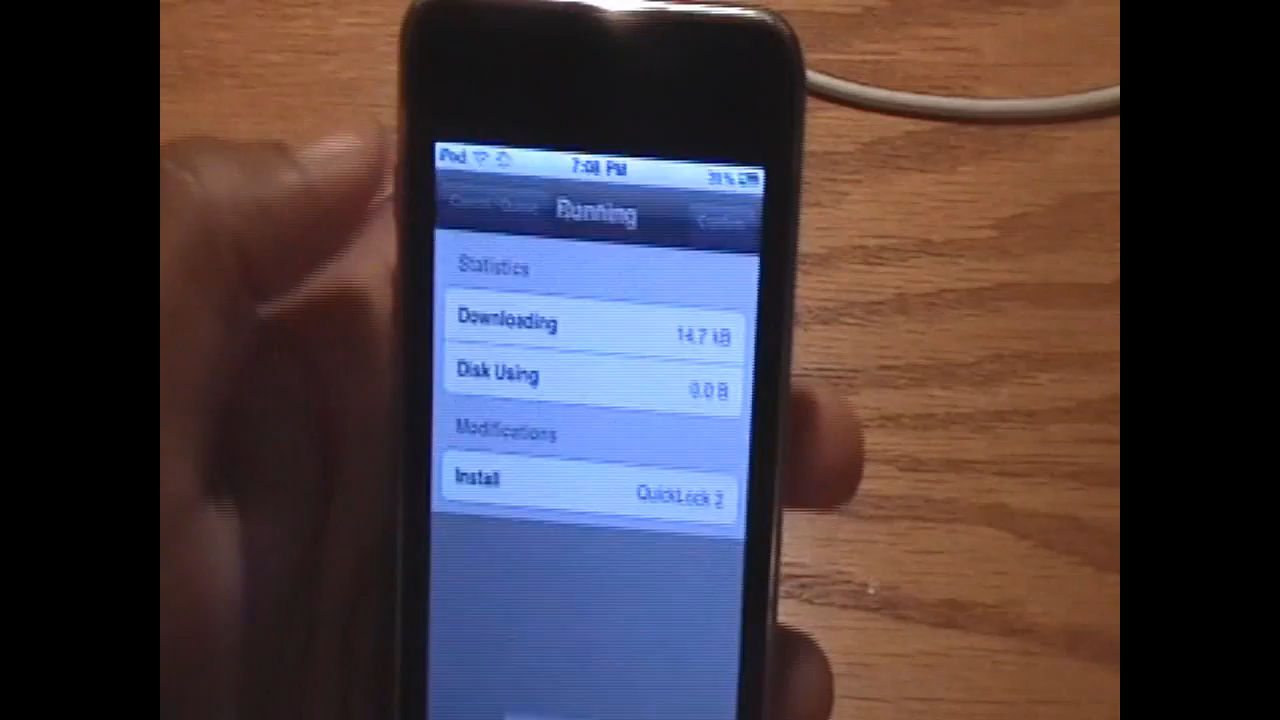 iPod 7:08 PM
Running
Statistics
Downloading 14.7 kB
Disk Using 0.0 B
Modifications
Install QuickLock 2